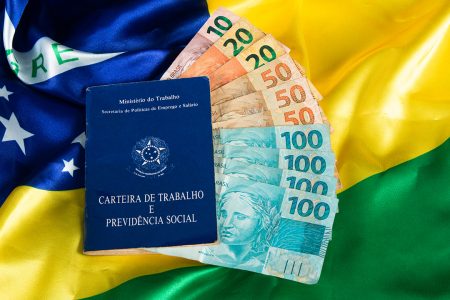 GRE
10
20
20
50
50
50
100
100
100
100
Ministério do Trabalho
Secretaria de Políticas de Emprego e Salário
CARTEIRA DE TRABALHO
E
PREVIDÊNCIA SOCIAL